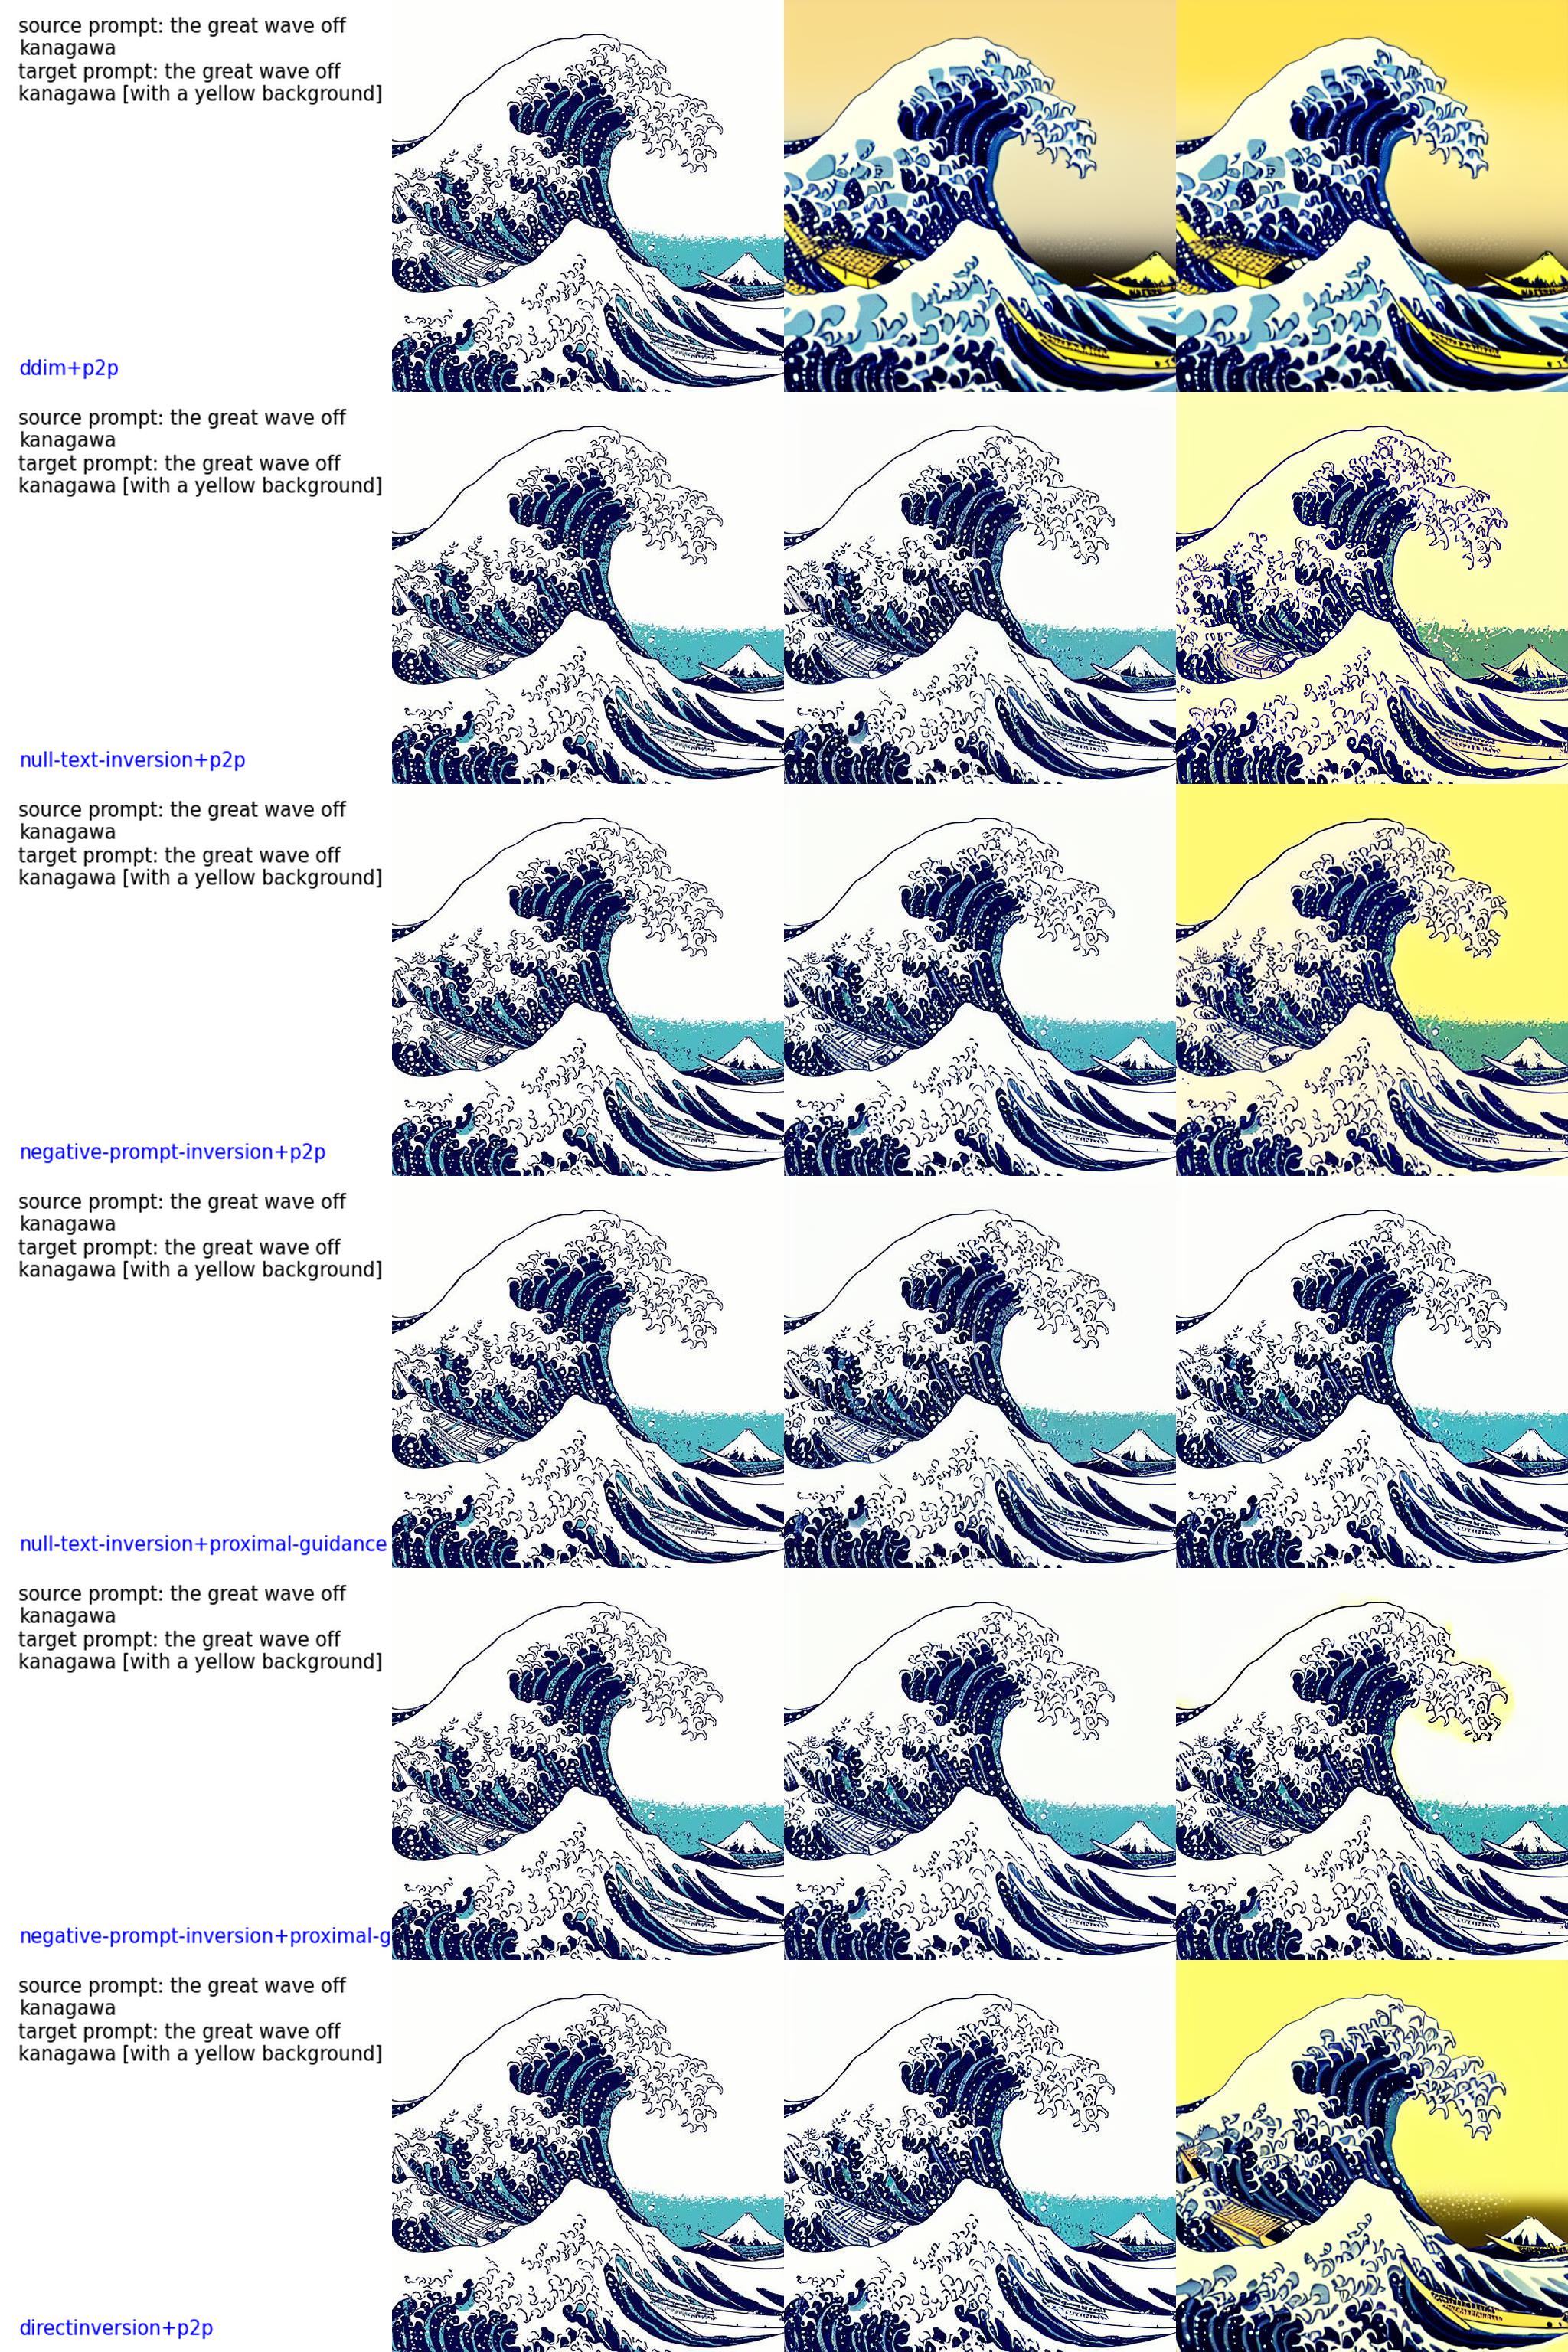 source prompt: the great wave off
kanagawa
target prompt: the great wave off
kanagawa [with a yellow background]
ddim+p2p
source prompt: the great wave off
kanagawa
target prompt: the great wave off
kanagawa [with a yellow background]
null-text-inversion+p2p
source prompt: the great wave off
kanagawa
target prompt: the great wave off
kanagawa [with a yellow background]
negative-prompt-inversion+p2p
source prompt: the great wave off
kanagawa
target prompt: the great wave off
kanagawa [with a yellow background]
null-text-inversion+proximal-guidance
source prompt: the great wave off
kanagawa
target prompt: the great wave off
kanagawa [with a yellow background]
negative-prompt-inversion+proximal-g
source prompt: the great wave off
kanagawa
target prompt: the great wave off
kanagawa [with a yellow background]
directinversion+p2p